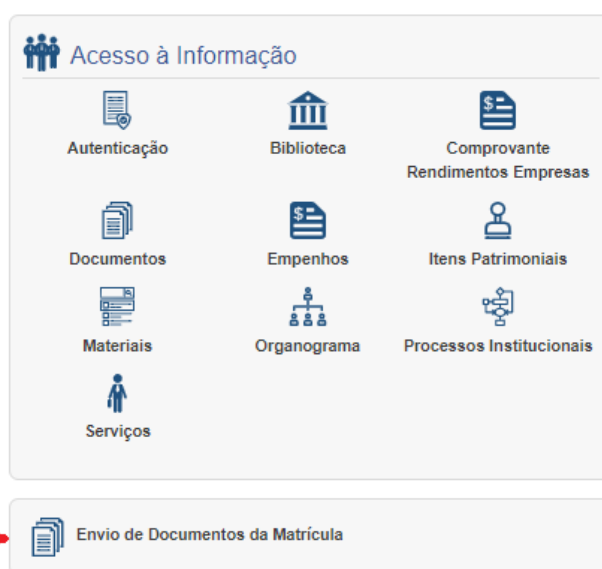 Acesso à Informação
Autenticação
Biblioteca
Comprovante
Rendimentos Empresas
Documentos
Empenhos
Itens Patrimoniais
Materiais
Organograma
Processos Institucionais
Serviços
Envio de Documentos da Matrícula